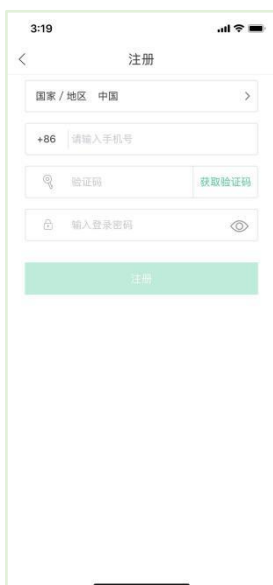 3:19
注册
国家 / 地区 中国
+86 请输入手机号
验证码 获取验证码
输入登录密码
注册